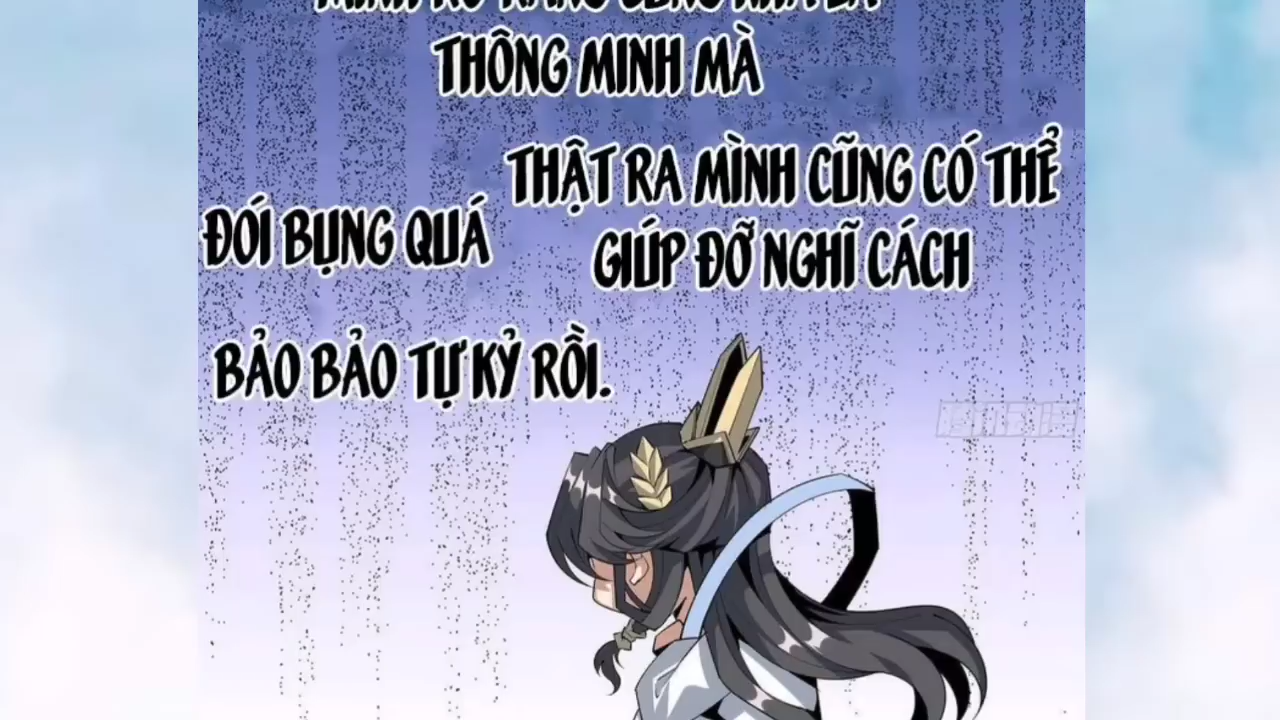 THÔNG MINH MÀ
THẬT RA MÌNH CŨNG CÓ THỂ
GIÚP ĐỠ NGHĨ CÁCH
ĐÓI BỤNG QUÁ
BẢO BẢO TỰ KỶ RỒI.